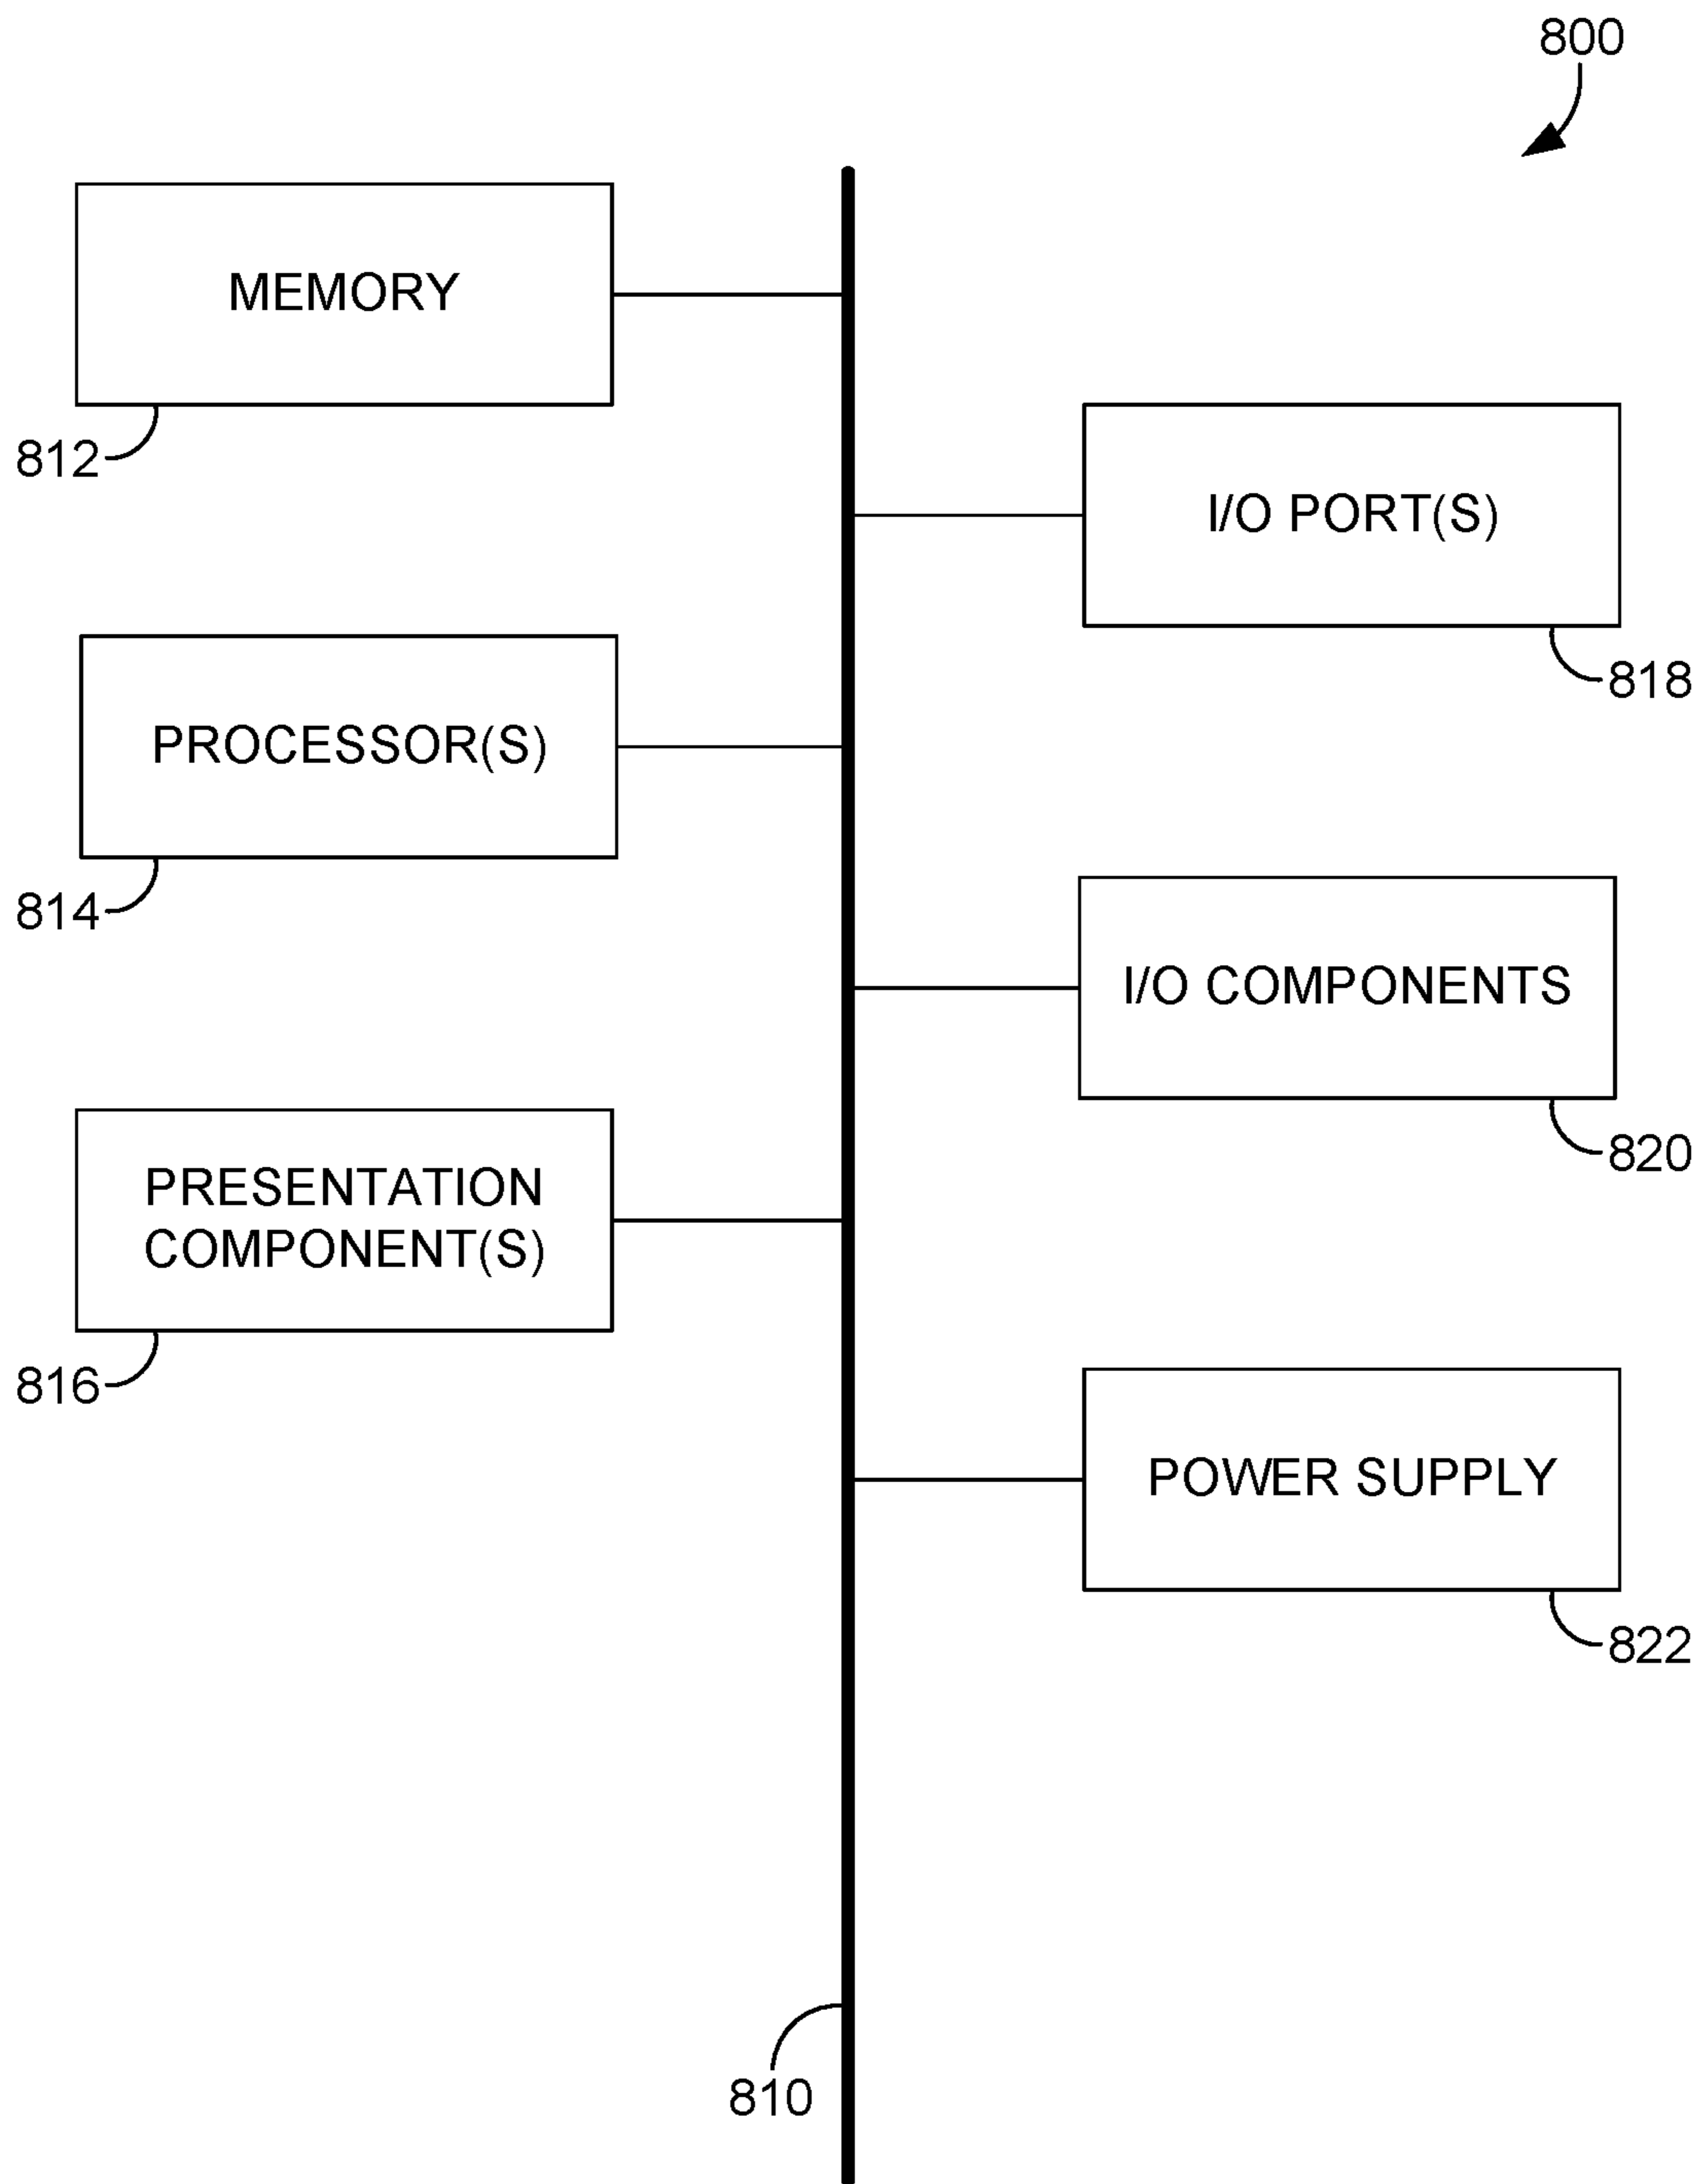 800
MEMORY
812
I/O PORT(S)
818
PROCESSOR(S)
814
I/O COMPONENTS
820
PRESENTATION
COMPONENT(S)
816
POWER SUPPLY
822
810